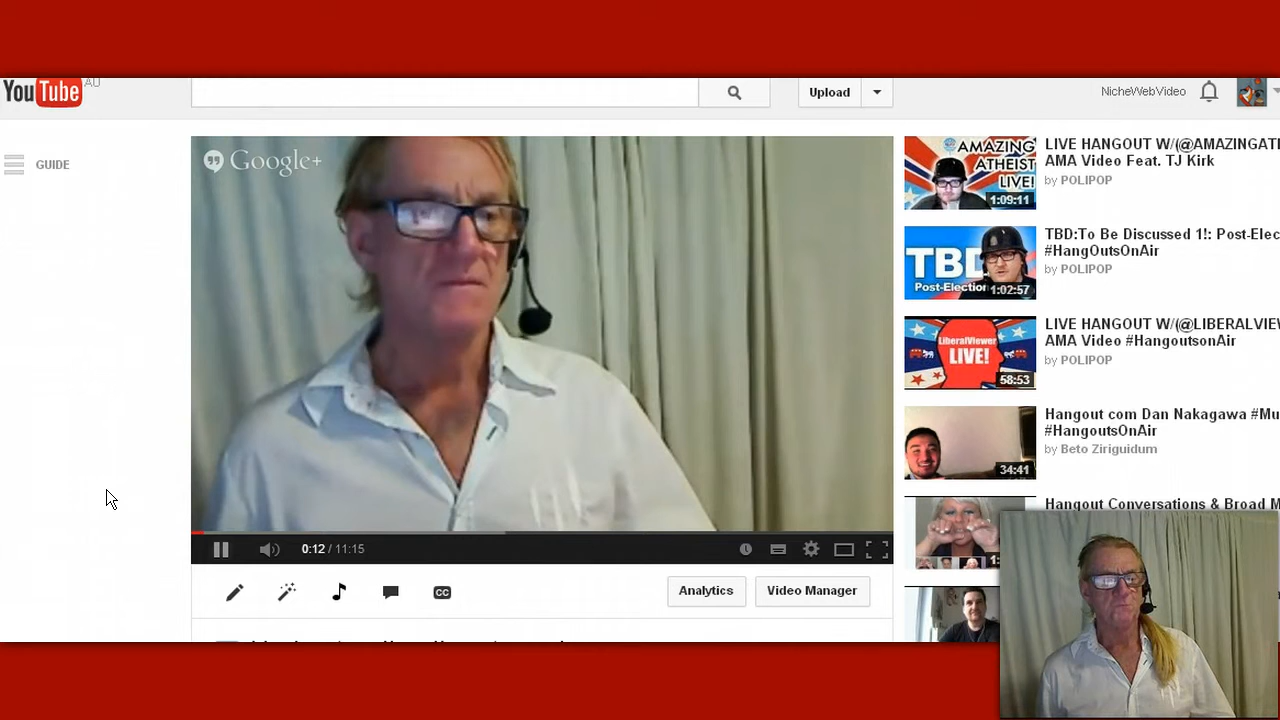 YouTube AU
Upload
NicheWebVideo
GUIDE
Google+
0:12 / 11:15
CC
Analytics
Video Manager
AMAZING
ATHEIST
LIVE!
1:09:11
LIVE HANGOUT W/(@AMAZINGATH
AMA Video Feat. TJ Kirk
by POLIPOP
TBD
Post-Election
1:02:57
TBD:To Be Discussed 1!: Post-Elec
#HangOutsOnAir
by POLIPOP
LiberalViewer
LIVE!
58:53
LIVE HANGOUT W/(@LIBERALVIEW
AMA Video #HangoutsonAir
by POLIPOP
34:41
Hangout com Dan Nakagawa #Mu
#HangoutsOnAir
by Beto Ziriguidum
Hangout Conversations & Broad M